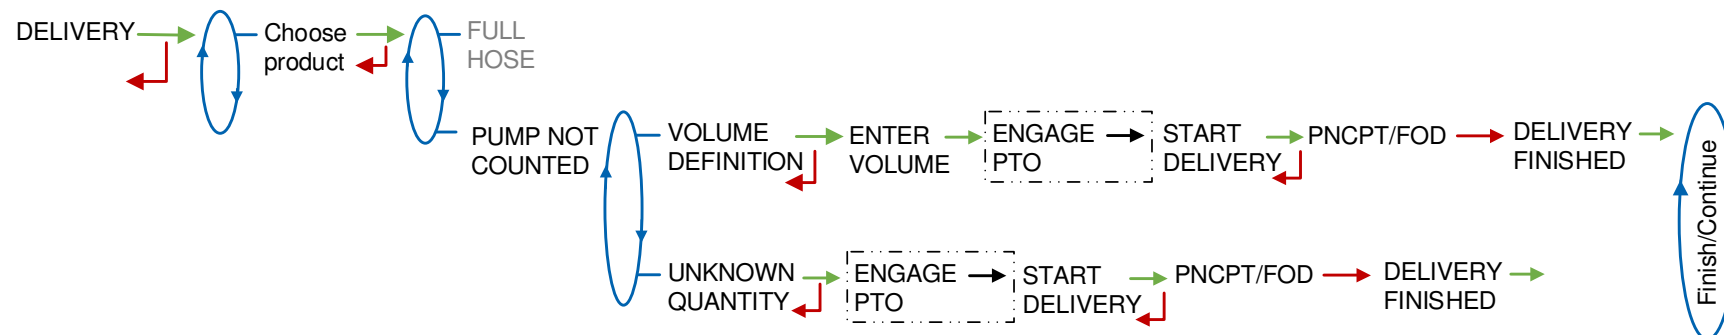 DELIVERY
Choose
product
FULL
HOSE
PUMP NOT
COUNTED
VOLUME
DEFINITION
ENTER
VOLUME
ENGAGE
PTO
START
DELIVERY
PNCPT/FOD
DELIVERY
FINISHED
UNKNOWN
QUANTITY
ENGAGE
PTO
START
DELIVERY
PNCPT/FOD
DELIVERY
FINISHED
Finish/Continue